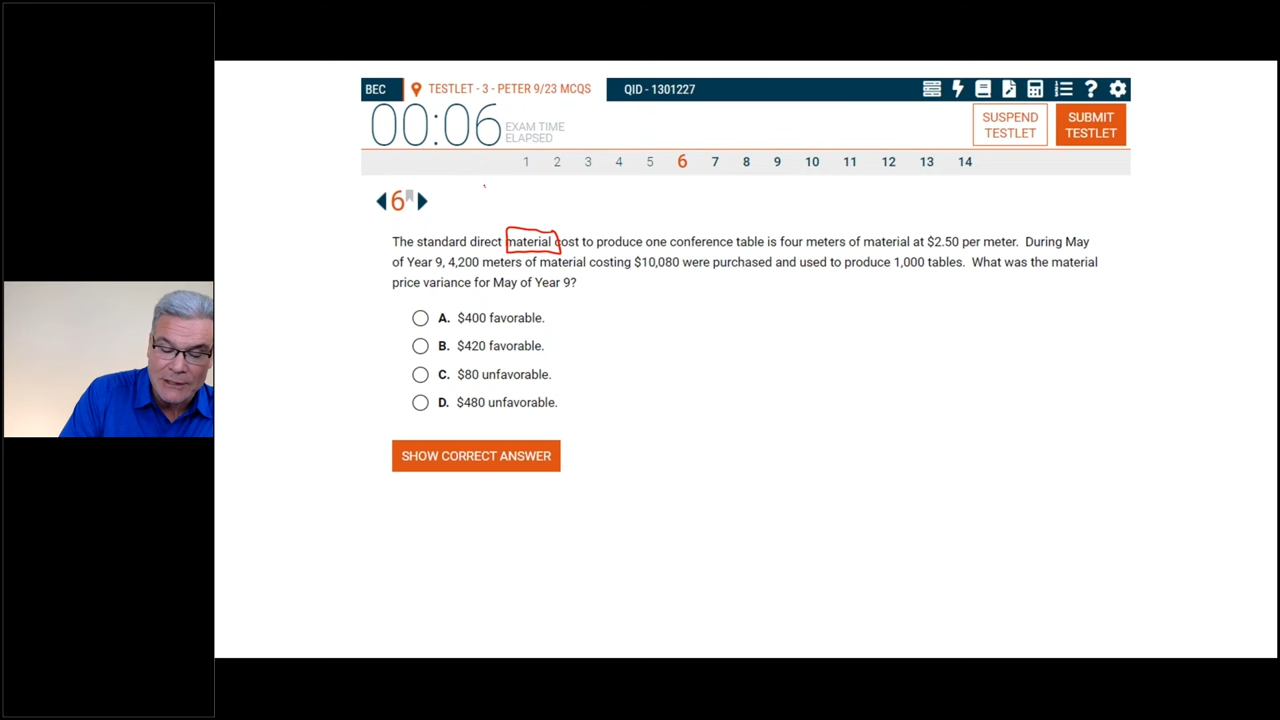 BEC TESTLET - 3 - PETER 9/23 MCQS QID - 1301227
00:06 EXAM TIME ELAPSED
SUSPEND TESTLET
SUBMIT TESTLET
1 2 3 4 5 6 7 8 9 10 11 12 13 14
6
The standard direct material cost to produce one conference table is four meters of material at $2.50 per meter. During May
of Year 9, 4,200 meters of material costing $10,080 were purchased and used to produce 1,000 tables. What was the material
price variance for May of Year 9?
A. $400 favorable.
B. $420 favorable.
C. $80 unfavorable.
D. $480 unfavorable.
SHOW CORRECT ANSWER